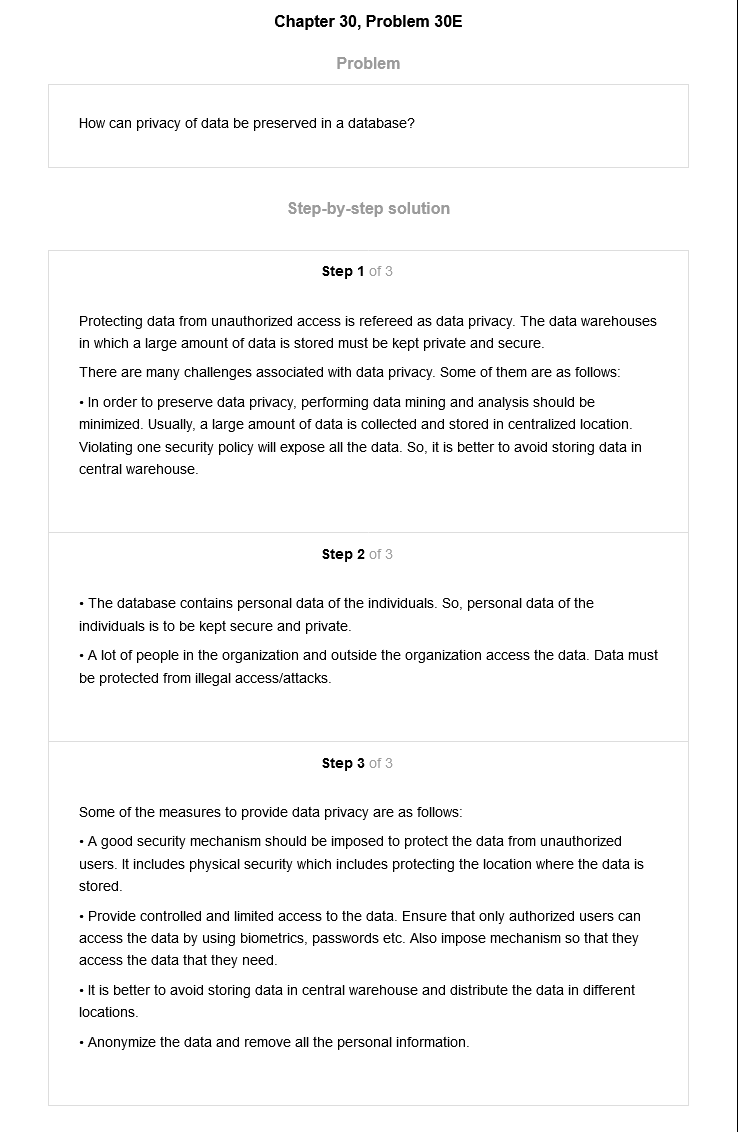 Chapter 30, Problem 30E
Problem
How can privacy of data be preserved in a database?
Step-by-step solution
Step 1 of 3
Protecting data from unauthorized access is refereed as data privacy. The data warehouses
in which a large amount of data is stored must be kept private and secure.
There are many challenges associated with data privacy. Some of them are as follows:
• In order to preserve data privacy, performing data mining and analysis should be
minimized. Usually, a large amount of data is collected and stored in centralized location.
Violating one security policy will expose all the data. So, it is better to avoid storing data in
central warehouse.
Step 2 of 3
• The database contains personal data of the individuals. So, personal data of the
individuals is to be kept secure and private.
• A lot of people in the organization and outside the organization access the data. Data must
be protected from illegal access/attacks.
Step 3 of 3
Some of the measures to provide data privacy are as follows:
• A good security mechanism should be imposed to protect the data from unauthorized
users. It includes physical security which includes protecting the location where the data is
stored.
• Provide controlled and limited access to the data. Ensure that only authorized users can
access the data by using biometrics, passwords etc. Also impose mechanism so that they
access the data that they need.
• It is better to avoid storing data in central warehouse and distribute the data in different
locations.
• Anonymize the data and remove all the personal information.